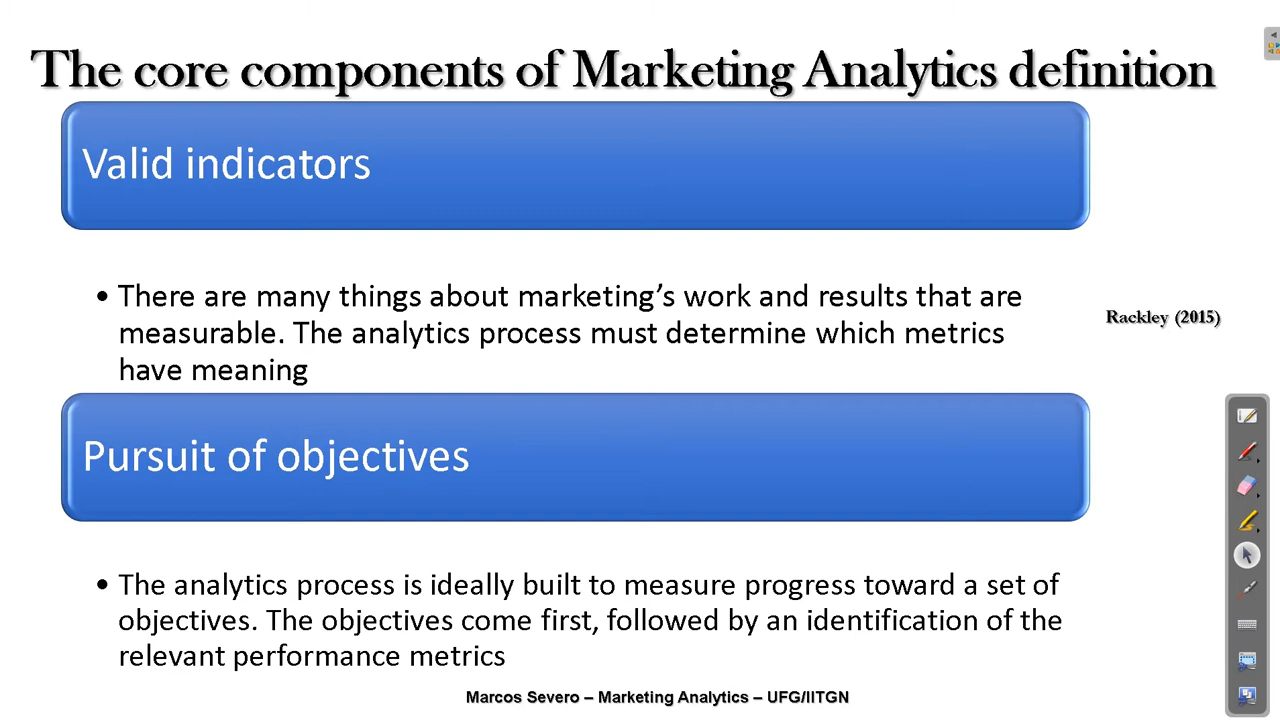 The core components of Marketing Analytics definition
Valid indicators
• There are many things about marketing’s work and results that are
measurable. The analytics process must determine which metrics
have meaning
Rackley (2015)
Pursuit of objectives
• The analytics process is ideally built to measure progress toward a set of
objectives. The objectives come first, followed by an identification of the
relevant performance metrics
Marcos Severo – Marketing Analytics – UFG/IITGN